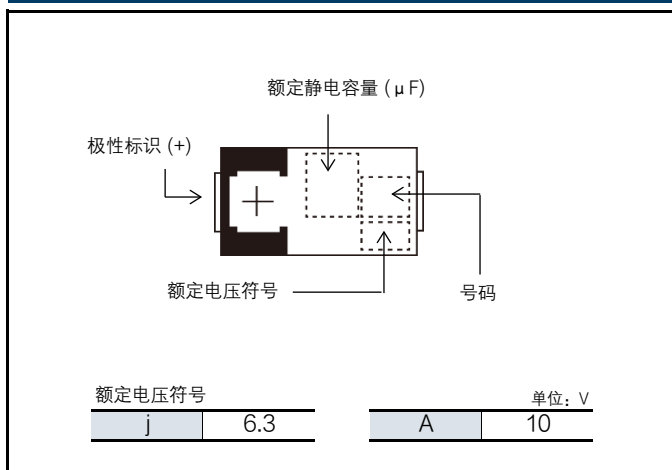 额定静电容量 (μF)
极性标识 (+)
+
额定电压符号
号码
额定电压符号
单位：V
j 6.3 A 10